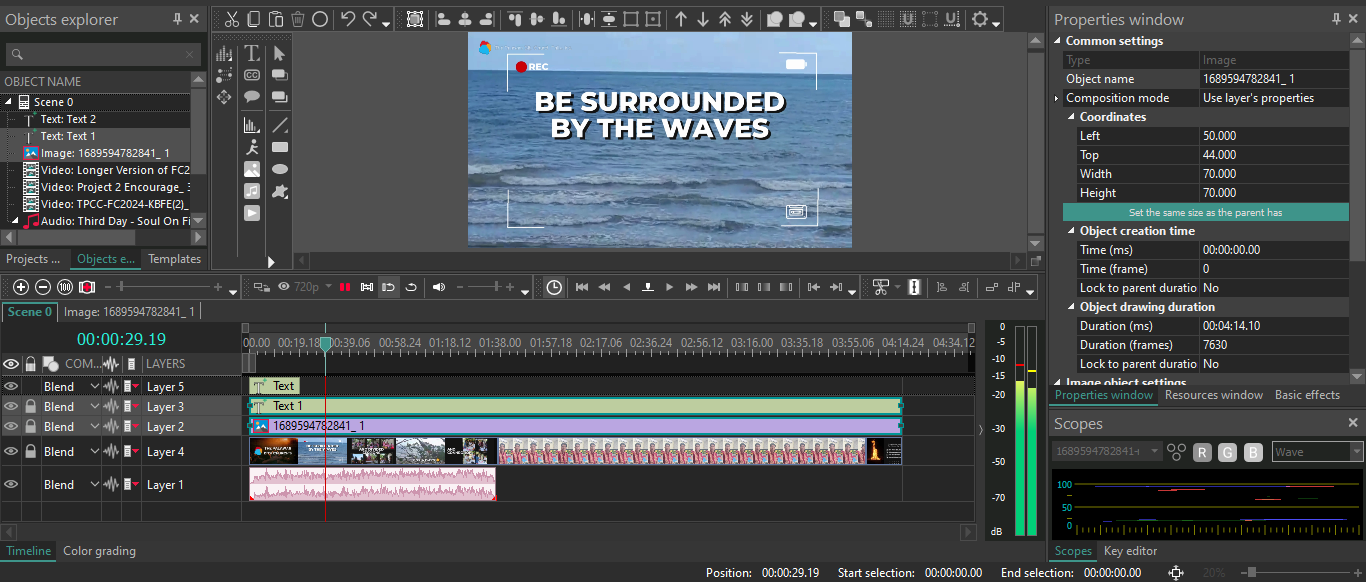 Objects explorer
OBJECT NAME
Scene 0
Text: Text 2
Text: Text 1
Image: 1689594782841_ 1
Video: Longer Version of FC2
Video: Project 2 Encourage_ 3
Video: TPCC-FC2024-KBFE(2)_
Audio: Third Day - Soul On Fi
Projects ...
Objects e...
Templates
T
CC
REC
BE SURROUNDED
BY THE WAVES
Properties window
Common settings
Type Image
Object name 1689594782841_ 1
Composition mode Use layer's properties
Coordinates
Left 50.000
Top 44.000
Width 70.000
Height 70.000
Set the same size as the parent has
Object creation time
Time (ms) 00:00:00.00
Time (frame) 0
Lock to parent duratio No
Object drawing duration
Duration (ms) 00:04:14.10
Duration (frames) 7630
Lock to parent duratio No
Image object settings
Properties window Resources window Basic effects
100
720p
Scene 0 Image: 1689594782841_ 1
00:00:29.19
00.00 00:19.18 00:39.06 00:58.24 01:18.12 01:38.00 01:57.18 02:17.06 02:36.24 02:56.12 03:16.00 03:35.18 03:55.06 04:14.24 04:34.12
COM... LAYERS
Blend Layer 5 Text
Blend Layer 3 Text 1
Blend Layer 2 1689594782841_ 1
Blend Layer 4
Blend Layer 1
0
-5
-10
-15
-20
-30
-50
-70
dB
Scopes
1689594782841- R G B Wave
100
50
0
Timeline Color grading
Scopes Key editor
Position: 00:00:29.19 Start selection: 00:00:00.00 End selection: 00:00:00.00 20%